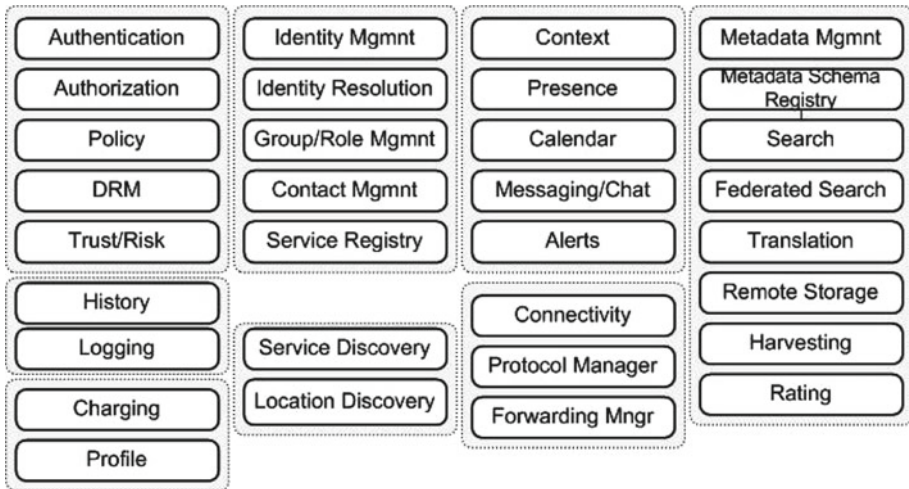 Authentication
Authorization
Policy
DRM
Trust/Risk
History
Logging
Charging
Profile
Identity Mgmnt
Identity Resolution
Group/Role Mgmnt
Contact Mgmnt
Service Registry
Service Discovery
Location Discovery
Context
Presence
Calendar
Messaging/Chat
Alerts
Connectivity
Protocol Manager
Forwarding Mngr
Metadata Mgmnt
Metadata Schema
Registry
Search
Federated Search
Translation
Remote Storage
Harvesting
Rating